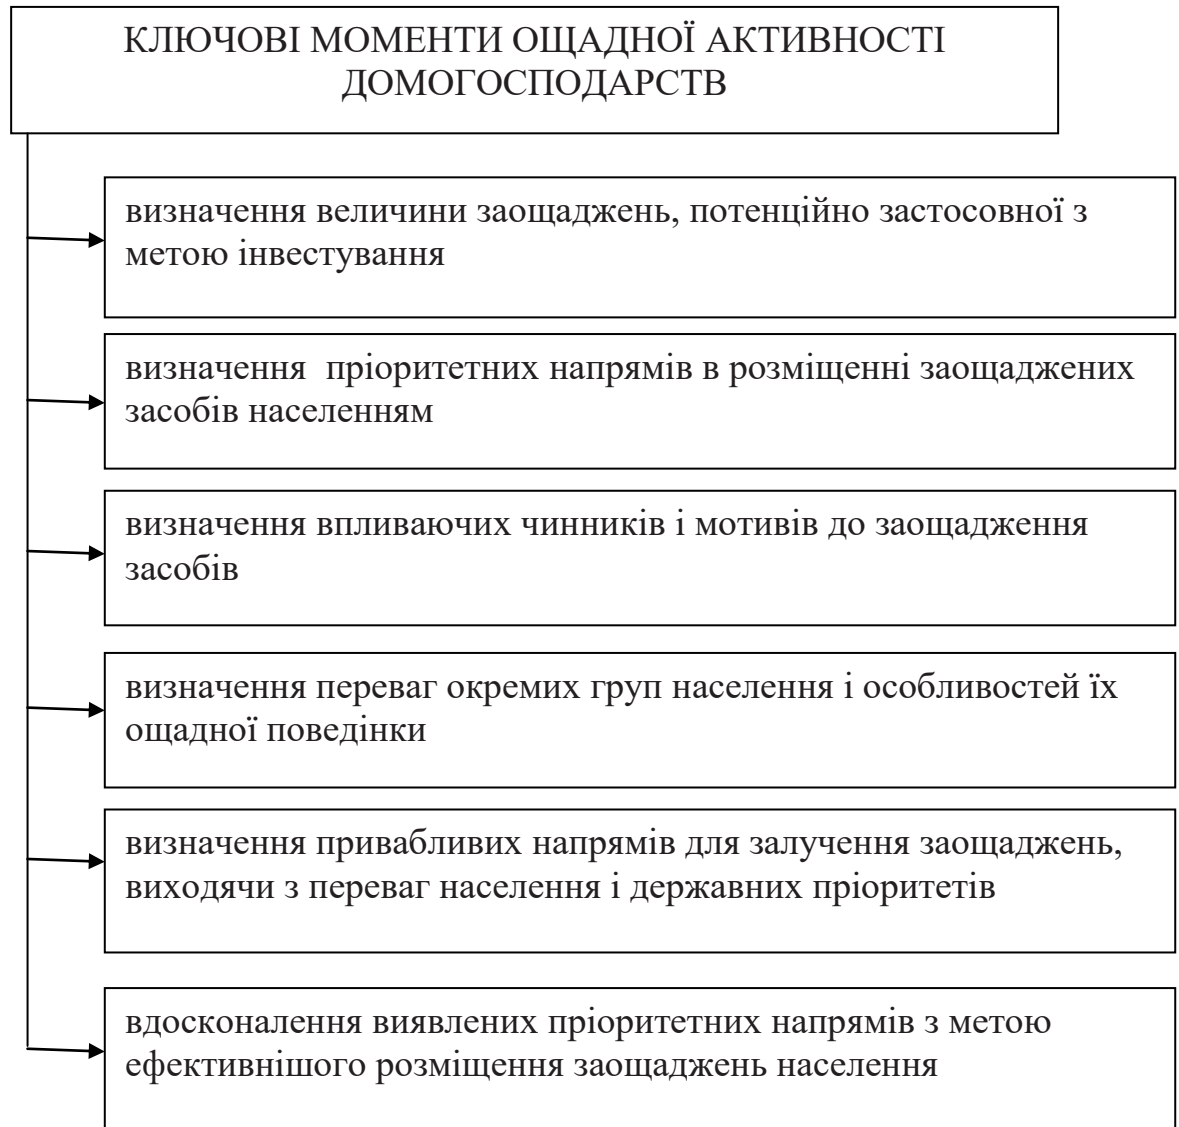 КЛЮЧОВІ МОМЕНТИ ОЩАДНОЇ АКТИВНОСТІ
ДОМОГОСПОДАРСТВ
визначення величини заощаджень, потенційно застосовної з
метою інвестування
визначення  пріоритетних напрямів в розміщенні заощаджених
засобів населенням
визначення впливаючих чинників і мотивів до заощадження
засобів
визначення переваг окремих груп населення і особливостей їх
ощадної поведінки
визначення привабливих напрямів для залучення заощаджень,
виходячи з переваг населення і державних пріоритетів
вдосконалення виявлених пріоритетних напрямів з метою
ефективнішого розміщення заощаджень населення